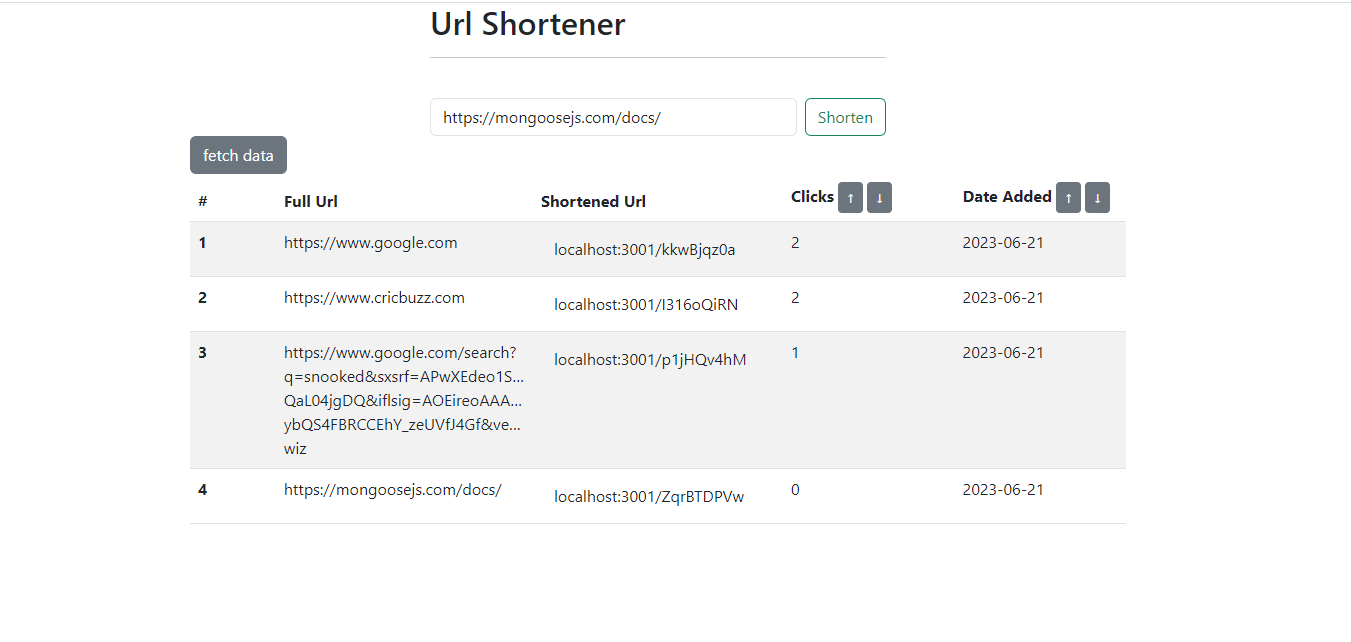 Url Shortener
https://mongoosejs.com/docs/ Shorten
fetch data
# Full Url Shortened Url Clicks ↑ ↓ Date Added ↑ ↓
1 https://www.google.com localhost:3001/kkwBjqz0a 2 2023-06-21
2 https://www.cricbuzz.com localhost:3001/I316oQiRN 2 2023-06-21
3 https://www.google.com/search? localhost:3001/p1jHQv4hM 1 2023-06-21
q=snooked&sxsrf=APwXEdeo1S...
QaL04jgDQ&iflsig=AOEireoAAA...
ybQS4FBRCCEhY_zeUVfJ4Gf&ve...
wiz
4 https://mongoosejs.com/docs/ localhost:3001/ZqrBTDPVw 0 2023-06-21